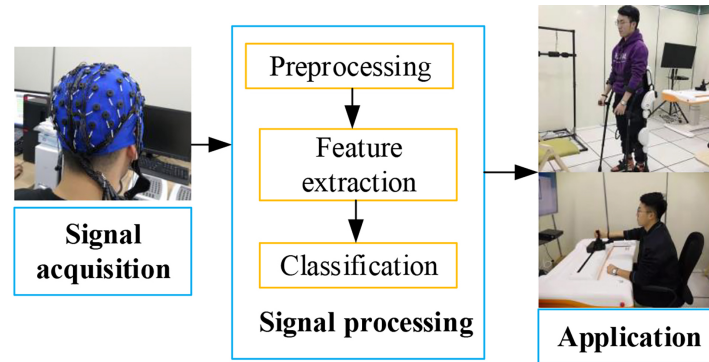 Signal
acquisition
Preprocessing
Feature
extraction
Classification
Signal processing
Application